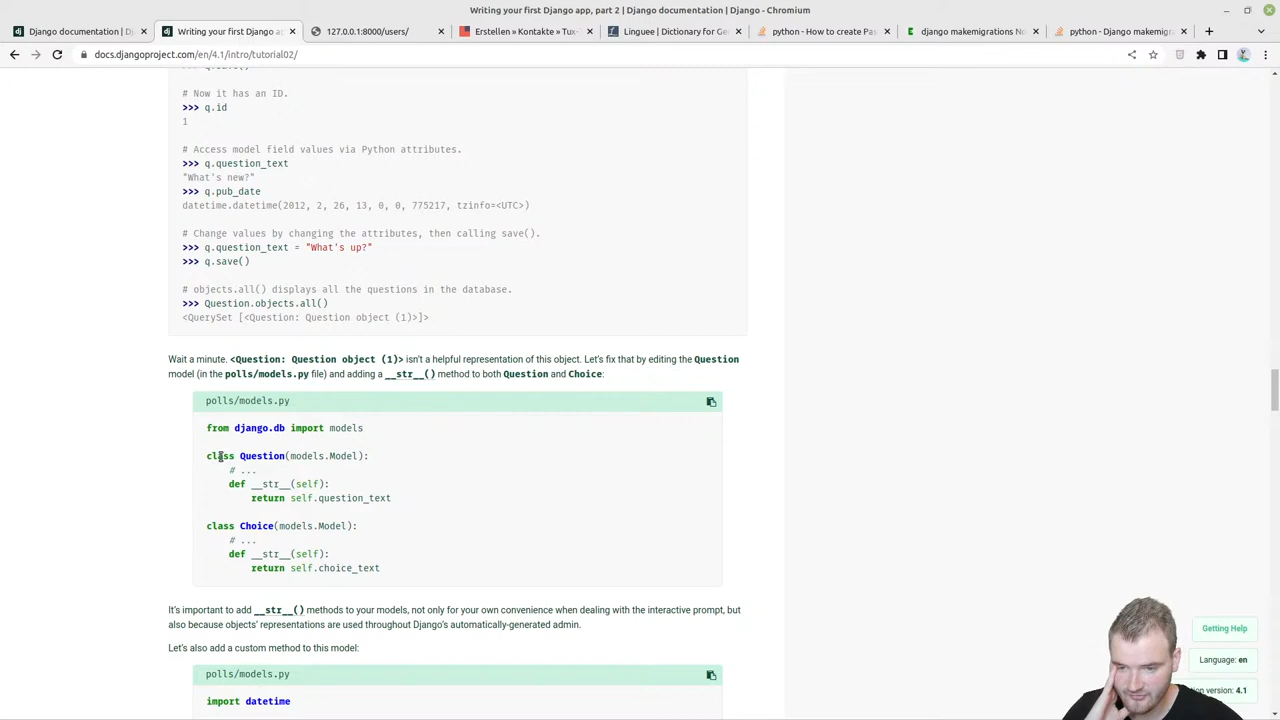 Writing your first Django app, part 2 | Django documentation | Django - Chromium
Django documentation | D
Writing your first Django ap
127.0.0.1:8000/users/
Erstellen » Kontakte » Tux-
Linguee | Dictionary for Ge
python - How to create Pas
django makemigrations No
python - Django makemigra
docs.djangoproject.com/en/4.1/intro/tutorial02/
# Now it has an ID.
>>> q.id
1
# Access model field values via Python attributes.
>>> q.question_text
"What's new?"
>>> q.pub_date
datetime.datetime(2012, 2, 26, 13, 0, 0, 775217, tzinfo=<UTC>)
# Change values by changing the attributes, then calling save().
>>> q.question_text = "What's up?"
>>> q.save()
# objects.all() displays all the questions in the database.
>>> Question.objects.all()
<QuerySet [<Question: Question object (1)>]>
Wait a minute. <Question: Question object (1)> isn't a helpful representation of this object. Let's fix that by editing the Question
model (in the polls/models.py file) and adding a __str__() method to both Question and Choice:
polls/models.py
from django.db import models
class Question(models.Model):
# ...
def __str__(self):
return self.question_text
class Choice(models.Model):
# ...
def __str__(self):
return self.choice_text
It's important to add __str__() methods to your models, not only for your own convenience when dealing with the interactive prompt, but
also because objects' representations are used throughout Django's automatically-generated admin.
Let's also add a custom method to this model:
polls/models.py
import datetime
Getting Help
Language: en
on version: 4.1